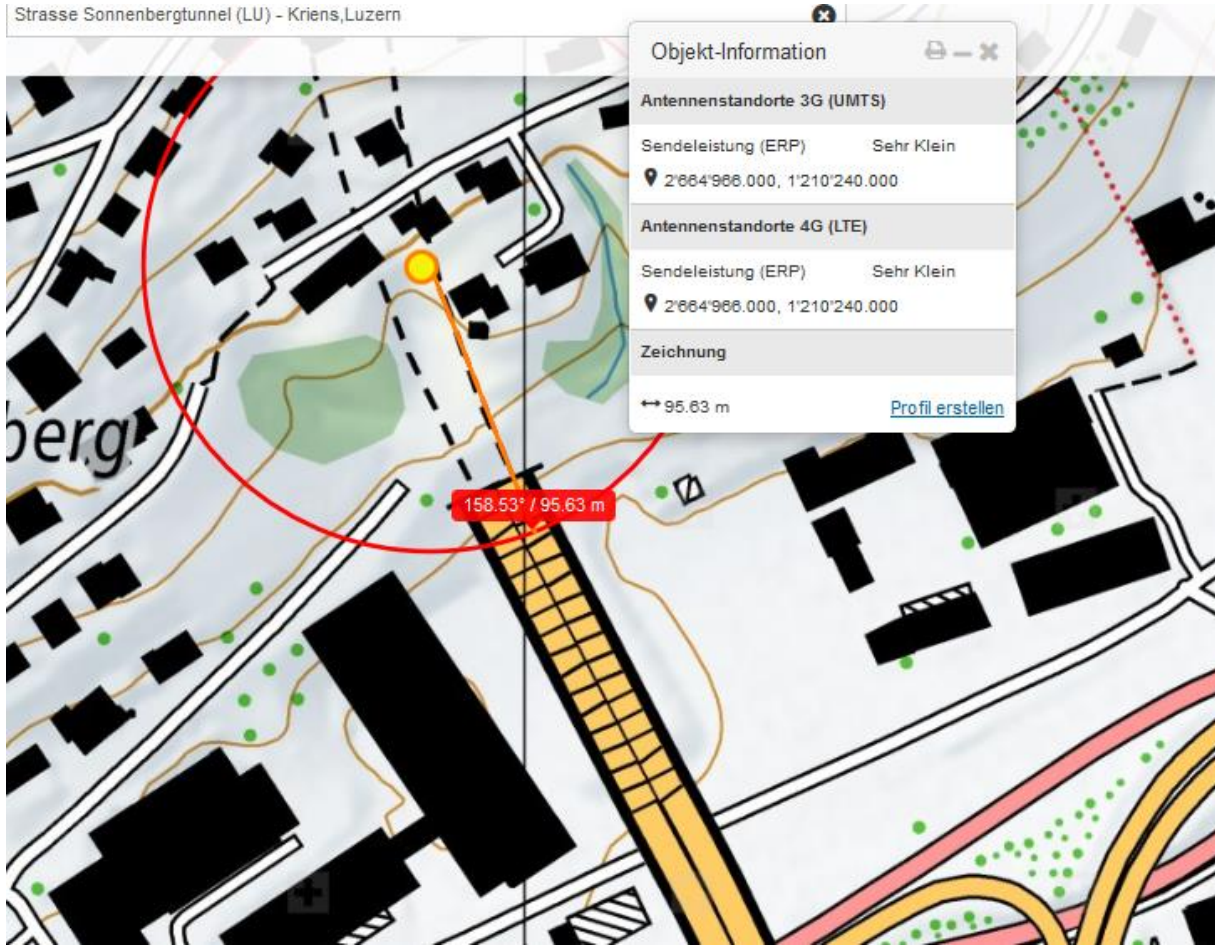 Strasse Sonnenbergtunnel (LU) - Kriens,Luzern
Objekt-Information
Antennenstandorte 3G (UMTS)
Sendeleistung (ERP) Sehr Klein
2'664'966.000, 1'210'240.000
Antennenstandorte 4G (LTE)
Sendeleistung (ERP) Sehr Klein
2'664'966.000, 1'210'240.000
Zeichnung
95.63 m Profil erstellen
berg
158.53° / 95.63 m